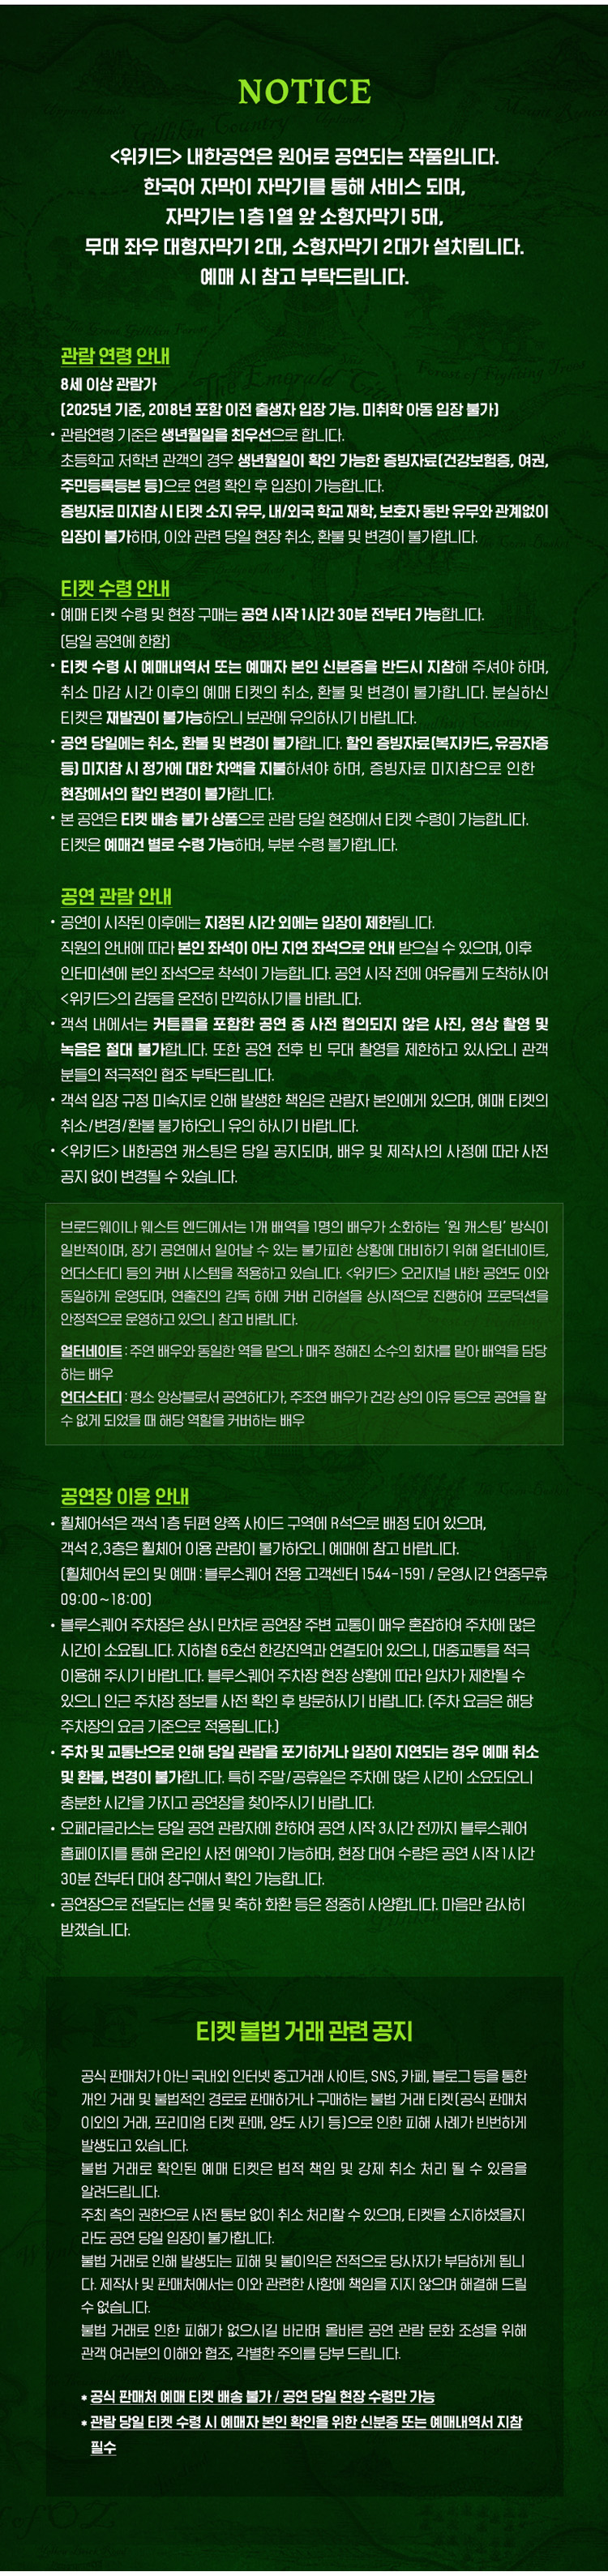 NOTICE
<위키드> 내한공연은 원어로 공연되는 작품입니다.
한국어 자막이 자막기를 통해 서비스 되며,
자막기는 1층 1열 앞 소형자막기 5대,
무대 좌우 대형자막기 2대, 소형자막기 2대가 설치됩니다.
예매 시 참고 부탁드립니다.
관람 연령 안내
8세 이상 관람가
(2025년 기준, 2018년 포함 이전 출생자 입장 가능. 미취학 아동 입장 불가)
• 관람연령 기준은 생년월일을 최우선으로 합니다.
초등학교 저학년 관객의 경우 생년월일이 확인 가능한 증빙자료(건강보험증, 여권,
주민등록등본 등)으로 연령 확인 후 입장이 가능합니다.
증빙자료 미지참 시 티켓 소지 유무, 내/외국 학교 재학, 보호자 동반 유무와 관계없이
입장이 불가하며, 이와 관련 당일 현장 취소, 환불 및 변경이 불가합니다.
티켓 수령 안내
• 예매 티켓 수령 및 현장 구매는 공연 시작 1시간 30분 전부터 가능합니다.
(당일 공연에 한함)
• 티켓 수령 시 예매내역서 또는 예매자 본인 신분증을 반드시 지참해 주셔야 하며,
취소 마감 시간 이후의 예매 티켓의 취소, 환불 및 변경이 불가합니다. 분실하신
티켓은 재발권이 불가능하오니 보관에 유의하시기 바랍니다.
• 공연 당일에는 취소, 환불 및 변경이 불가합니다. 할인 증빙자료(복지카드, 유공자증
등) 미지참 시 정가에 대한 차액을 지불하셔야 하며, 증빙자료 미지참으로 인한
현장에서의 할인 변경이 불가합니다.
• 본 공연은 티켓 배송 불가 상품으로 관람 당일 현장에서 티켓 수령이 가능합니다.
티켓은 예매건 별로 수령 가능하며, 부분 수령 불가합니다.
공연 관람 안내
• 공연이 시작된 이후에는 지정된 시간 외에는 입장이 제한됩니다.
직원의 안내에 따라 본인 좌석이 아닌 지연 좌석으로 안내 받으실 수 있으며, 이후
인터미션에 본인 좌석으로 착석이 가능합니다. 공연 시작 전에 여유롭게 도착하시어
<위키드>의 감동을 온전히 만끽하시기를 바랍니다.
• 객석 내에서는 커튼콜을 포함한 공연 중 사전 협의되지 않은 사진, 영상 촬영 및
녹음은 절대 불가합니다. 또한 공연 전후 빈 무대 촬영을 제한하고 있사오니 관객
분들의 적극적인 협조 부탁드립니다.
• 객석 입장 규정 미숙지로 인해 발생한 책임은 관람자 본인에게 있으며, 예매 티켓의
취소/변경/환불 불가하오니 유의 하시기 바랍니다.
• <위키드> 내한공연 캐스팅은 당일 공지되며, 배우 및 제작사의 사정에 따라 사전
공지 없이 변경될 수 있습니다.
브로드웨이나 웨스트 엔드에서는 1개 배역을 1명의 배우가 소화하는 ‘원 캐스팅’ 방식이
일반적이며, 장기 공연에서 일어날 수 있는 불가피한 상황에 대비하기 위해 얼터네이트,
언더스터디 등의 커버 시스템을 적용하고 있습니다. <위키드> 오리지널 내한 공연도 이와
동일하게 운영되며, 연출진의 감독 하에 커버 리허설을 상시적으로 진행하여 프로덕션을
안정적으로 운영하고 있으니 참고 바랍니다.
얼터네이트 : 주연 배우와 동일한 역을 맡으나 매주 정해진 소수의 회차를 맡아 배역을 담당
하는 배우
언더스터디 : 평소 앙상블로서 공연하다가, 주조연 배우가 건강 상의 이유 등으로 공연을 할
수 없게 되었을 때 해당 역할을 커버하는 배우
공연장 이용 안내
• 휠체어석은 객석 1층 뒤편 양쪽 사이드 구역에 R석으로 배정 되어 있으며,
객석 2,3층은 휠체어 이용 관람이 불가하오니 예매에 참고 바랍니다.
(휠체어석 문의 및 예매 : 블루스퀘어 전용 고객센터 1544-1591 / 운영시간 연중무휴
09:00~18:00)
• 블루스퀘어 주차장은 상시 만차로 공연장 주변 교통이 매우 혼잡하여 주차에 많은
시간이 소요됩니다. 지하철 6호선 한강진역과 연결되어 있으니, 대중교통을 적극
이용해 주시기 바랍니다. 블루스퀘어 주차장 현장 상황에 따라 입차가 제한될 수
있으니 인근 주차장 정보를 사전 확인 후 방문하시기 바랍니다. (주차 요금은 해당
주차장의 요금 기준으로 적용됩니다.)
• 주차 및 교통난으로 인해 당일 관람을 포기하거나 입장이 지연되는 경우 예매 취소
및 환불, 변경이 불가합니다. 특히 주말/공휴일은 주차에 많은 시간이 소요되오니
충분한 시간을 가지고 공연장을 찾아주시기 바랍니다.
• 오페라글라스는 당일 공연 관람자에 한하여 공연 시작 3시간 전까지 블루스퀘어
홈페이지를 통해 온라인 사전 예약이 가능하며, 현장 대여 수량은 공연 시작 1시간
30분 전부터 대여 창구에서 확인 가능합니다.
• 공연장으로 전달되는 선물 및 축하 화환 등은 정중히 사양합니다. 마음만 감사히
받겠습니다.
티켓 불법 거래 관련 공지
공식 판매처가 아닌 국내외 인터넷 중고거래 사이트, SNS, 카페, 블로그 등을 통한
개인 거래 및 불법적인 경로로 판매하거나 구매하는 불법 거래 티켓(공식 판매처
이외의 거래, 프리미엄 티켓 판매, 양도 사기 등)으로 인한 피해 사례가 빈번하게
발생되고 있습니다.
불법 거래로 확인된 예매 티켓은 법적 책임 및 강제 취소 처리 될 수 있음을
알려드립니다.
주최 측의 권한으로 사전 통보 없이 취소 처리할 수 있으며, 티켓을 소지하셨을지
라도 공연 당일 입장이 불가합니다.
불법 거래로 인해 발생되는 피해 및 불이익은 전적으로 당사자가 부담하게 됩니
다. 제작사 및 판매처에서는 이와 관련한 사항에 책임을 지지 않으며 해결해 드릴
수 없습니다.
불법 거래로 인한 피해가 없으시길 바라며 올바른 공연 관람 문화 조성을 위해
관객 여러분의 이해와 협조, 각별한 주의를 당부 드립니다.
* 공식 판매처 예매 티켓 배송 불가 / 공연 당일 현장 수령만 가능
* 관람 당일 티켓 수령 시 예매자 본인 확인을 위한 신분증 또는 예매내역서 지참
필수